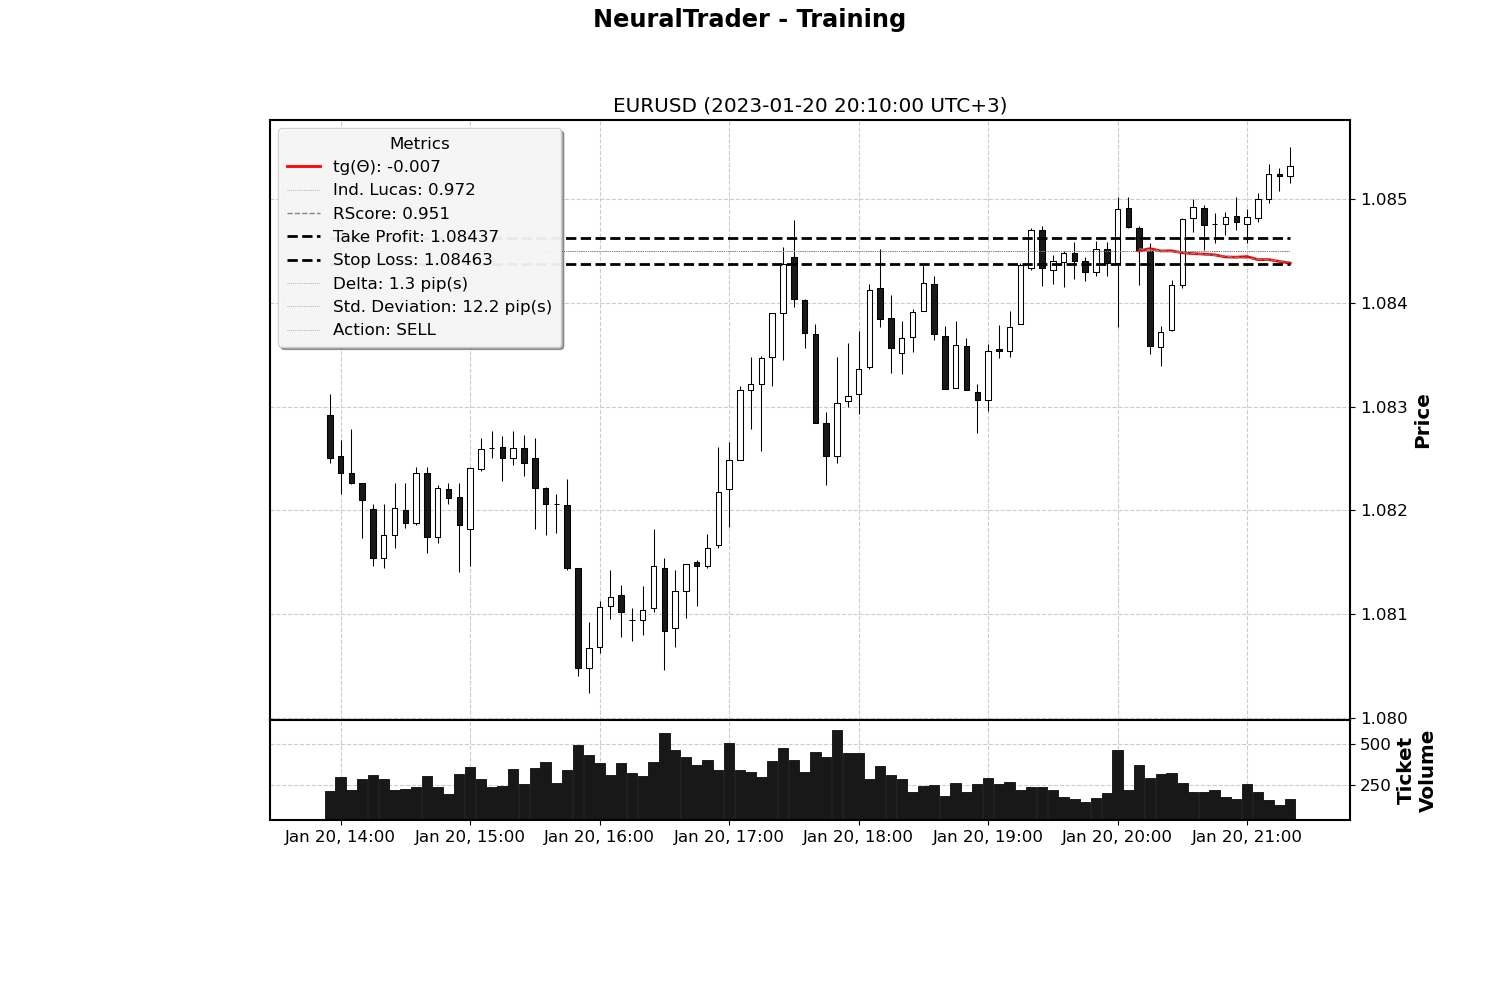 NeuralTrader - Training
EURUSD (2023-01-20 20:10:00 UTC+3)
Metrics
tg(Θ): -0.007
Ind. Lucas: 0.972
RScore: 0.951
Take Profit: 1.08437
Stop Loss: 1.08463
Delta: 1.3 pip(s)
Std. Deviation: 12.2 pip(s)
Action: SELL
1.085
1.084
1.083
1.082
1.081
1.080
Price
500
250
Ticket
Volume
Jan 20, 14:00
Jan 20, 15:00
Jan 20, 16:00
Jan 20, 17:00
Jan 20, 18:00
Jan 20, 19:00
Jan 20, 20:00
Jan 20, 21:00